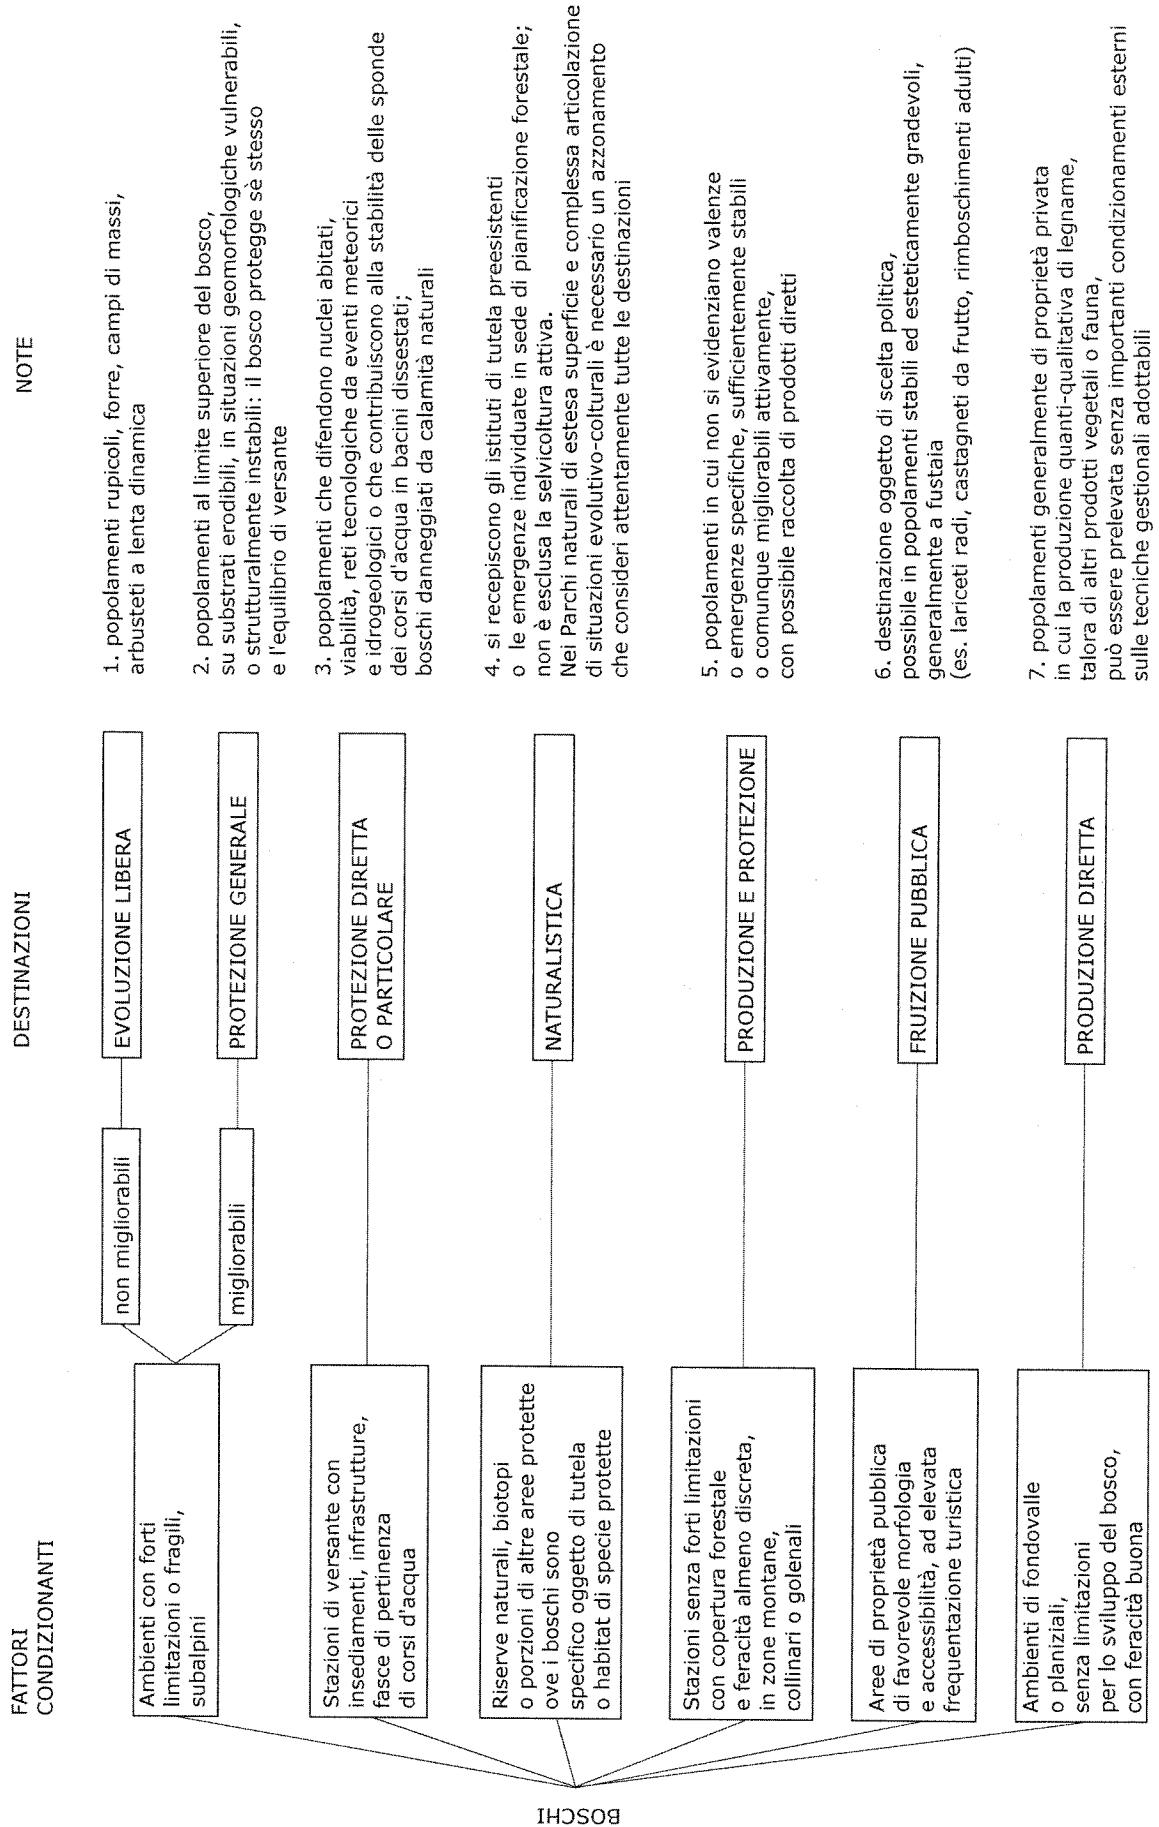 FATTORI
CONDIZIONANTI
DESTINAZIONI
NOTE
BOSCHI
Ambienti con forti
limitazioni o fragili,
subalpini
non migliorabili
EVOLUZIONE LIBERA
1. popolamenti rupicoli, forre, campi di massi,
arbusteti a lenta dinamica
migliorabili
PROTEZIONE GENERALE
2. popolamenti al limite superiore del bosco,
su substrati erodibili, in situazioni geomorfologiche vulnerabili,
o strutturalmente instabili: il bosco protegge sè stesso
e l'equilibrio di versante
Stazioni di versante con
insediamenti, infrastrutture,
fasce di pertinenza
di corsi d'acqua
PROTEZIONE DIRETTA
O PARTICOLARE
3. popolamenti che difendono nuclei abitati,
viabilità, reti tecnologiche da eventi meteorici
e idrogeologici o che contribuiscono alla stabilità delle sponde
dei corsi d'acqua in bacini dissestati;
boschi danneggiati da calamità naturali
Riserve naturali, biotopi
o porzioni di altre aree protette
ove i boschi sono
specifico oggetto di tutela
o habitat di specie protette
NATURALISTICA
4. si recepiscono gli istituti di tutela preesistenti
o le emergenze individuate in sede di pianificazione forestale;
non è esclusa la selvicoltura attiva.
Nei Parchi naturali di estesa superficie e complessa articolazione
di situazioni evolutivo-colturali è necessario un azzonamento
che consideri attentamente tutte le destinazioni
Stazioni senza forti limitazioni
con copertura forestale
e feracità almeno discreta,
in zone montane,
collinari o golenali
PRODUZIONE E PROTEZIONE
5. popolamenti in cui non si evidenziano valenze
o emergenze specifiche, sufficientemente stabili
o comunque migliorabili attivamente,
con possibile raccolta di prodotti diretti
Aree di proprietà pubblica
di favorevole morfologia
e accessibilità, ad elevata
frequentazione turistica
FRUIZIONE PUBBLICA
6. destinazione oggetto di scelta politica,
possibile in popolamenti stabili ed esteticamente gradevoli,
generalmente a fustaia
(es. lariceti radi, castagneti da frutto, rimboschimenti adulti)
Ambienti di fondovalle
o planiziali,
senza limitazioni
per lo sviluppo del bosco,
con feracità buona
PRODUZIONE DIRETTA
7. popolamenti generalmente di proprietà privata
in cui la produzione quanti-qualitativa di legname,
talora di altri prodotti vegetali o fauna,
può essere prelevata senza importanti condizionamenti esterni
sulle tecniche gestionali adottabili